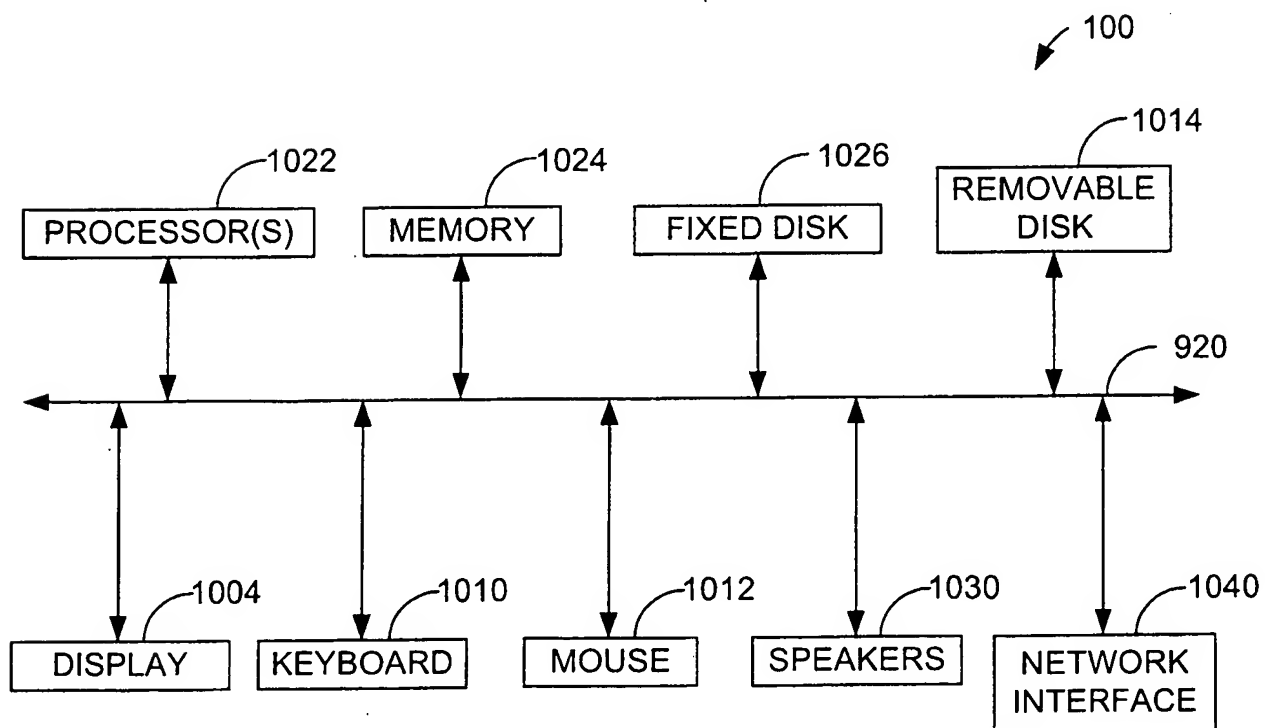 100
1022
1024
1026
1014
PROCESSOR(S)
MEMORY
FIXED DISK
REMOVABLE
DISK
920
1004
1010
1012
1030
1040
DISPLAY
KEYBOARD
MOUSE
SPEAKERS
NETWORK
INTERFACE